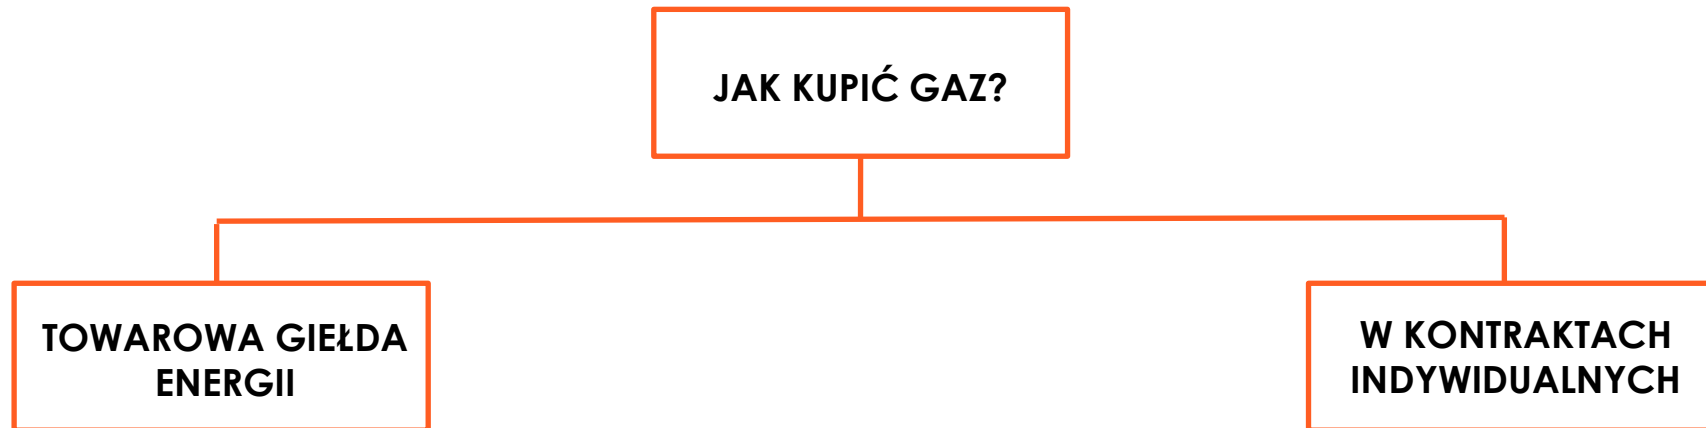 JAK KUPIĆ GAZ?
TOWAROWA GIEŁDA
ENERGII
W KONTRAKTACH
INDYWIDUALNYCH